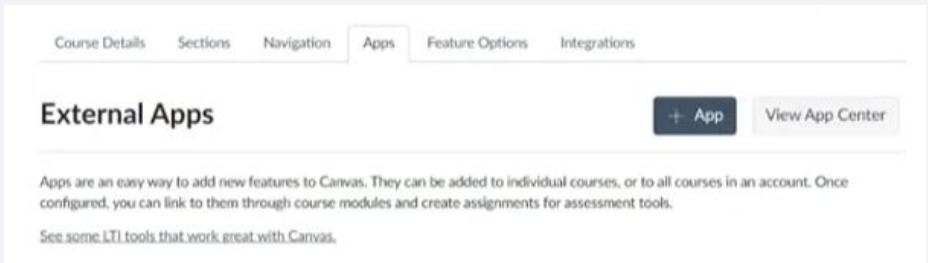 Course Details Sections Navigation Apps Feature Options Integrations
External Apps + App View App Center
Apps are an easy way to add new features to Canvas. They can be added to individual courses, or to all courses in an account. Once
configured, you can link to them through course modules and create assignments for assessment tools.
See some LTI tools that work great with Canvas.